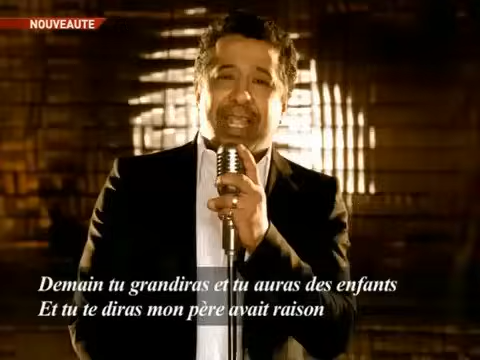 NOUVEAUTE
Demain tu grandiras et tu auras des enfants
Et tu te diras mon père avait raison